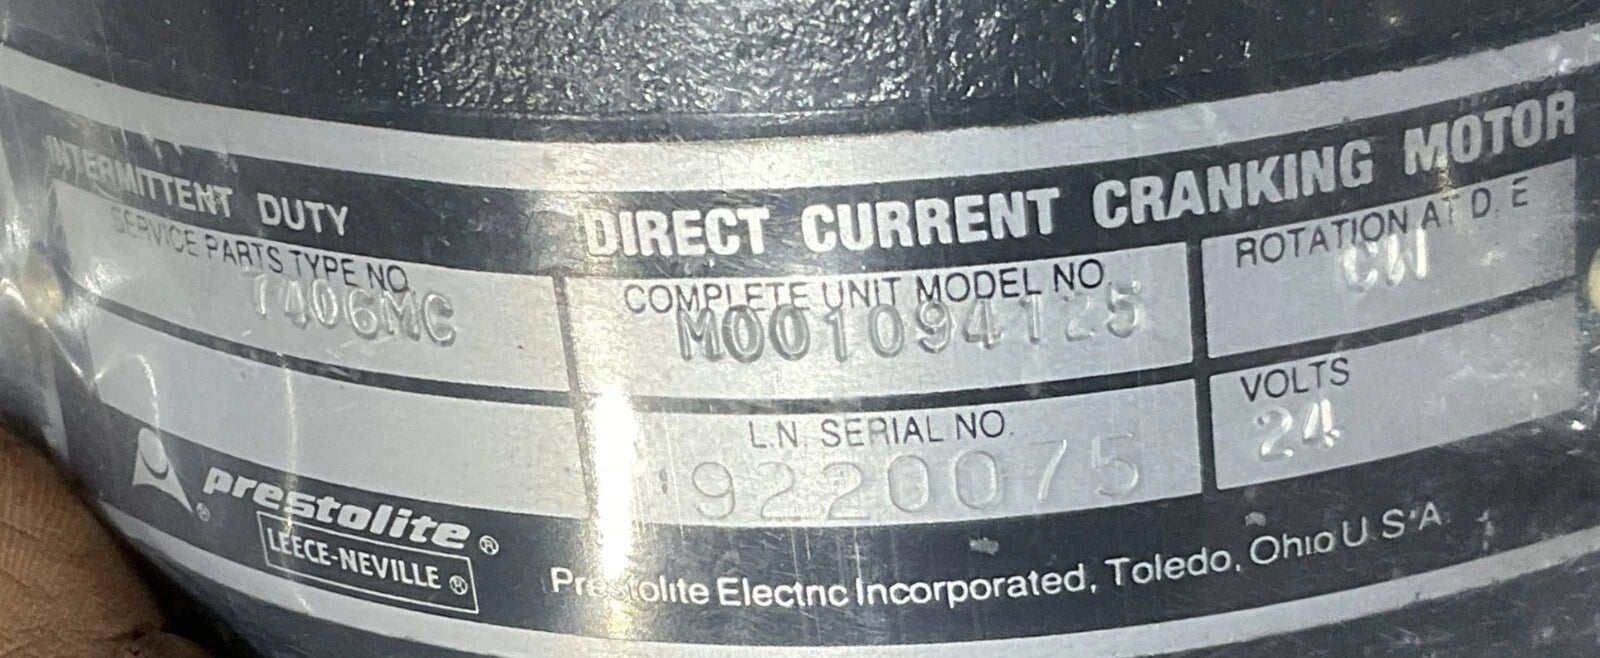 INTERMITTENT DUTY
DIRECT CURRENT CRANKING MOTOR
SERVICE PARTS TYPE NO.
7406MC
COMPLETE UNIT MODEL NO.
M001094125
ROTATION AT D.E
CW
L.N. SERIAL NO.
9220075
VOLTS
24
prestolite®
LEECE-NEVILLE®
Prestolite Electric Incorporated, Toledo, Ohio U.S.A.